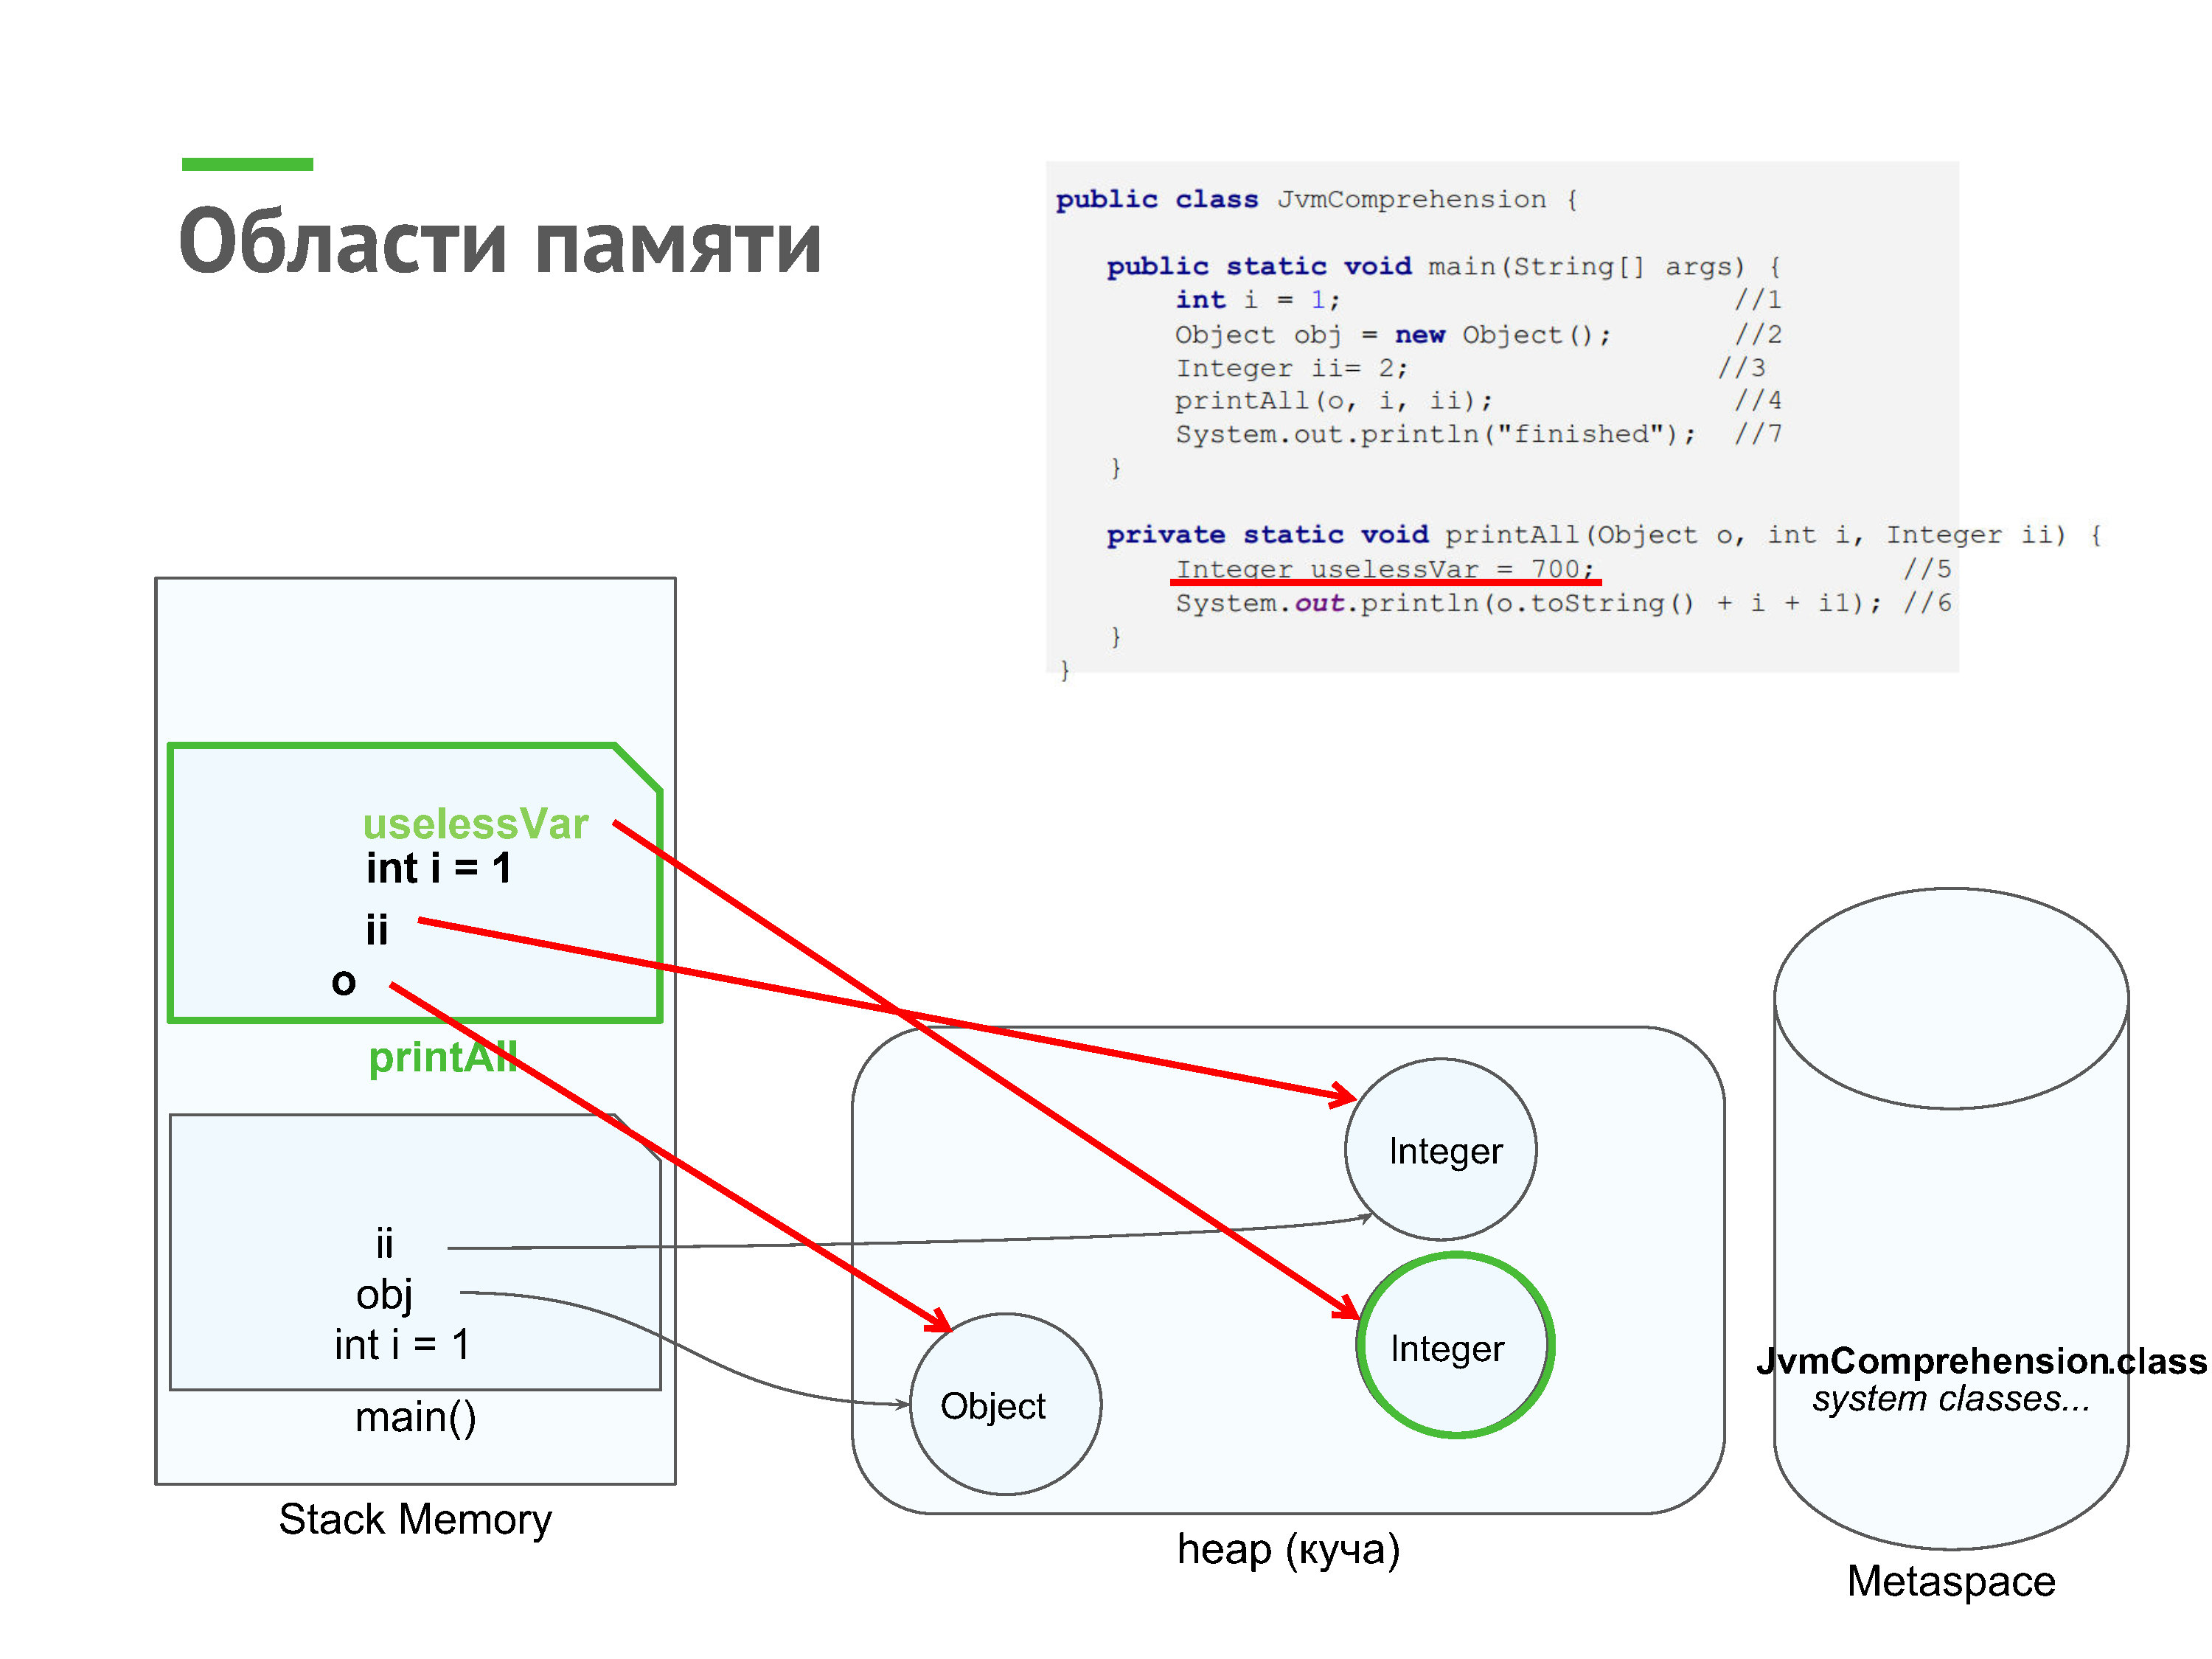 Области памяти
public class JvmComprehension {
public static void main(String[] args) {
int i = 1; //1
Object obj = new Object(); //2
Integer ii= 2; //3
printAll(o, i, ii); //4
System.out.println("finished"); //7
}
private static void printAll(Object o, int i, Integer ii) {
Integer uselessVar = 700; //5
System.out.println(o.toString() + i + i1); //6
}
}
uselessVar
int i = 1
ii
o
printAll
ii
obj
int i = 1
main()
Stack Memory
Integer
Integer
Object
heap (куча)
JvmComprehension.class
system classes...
Metaspace